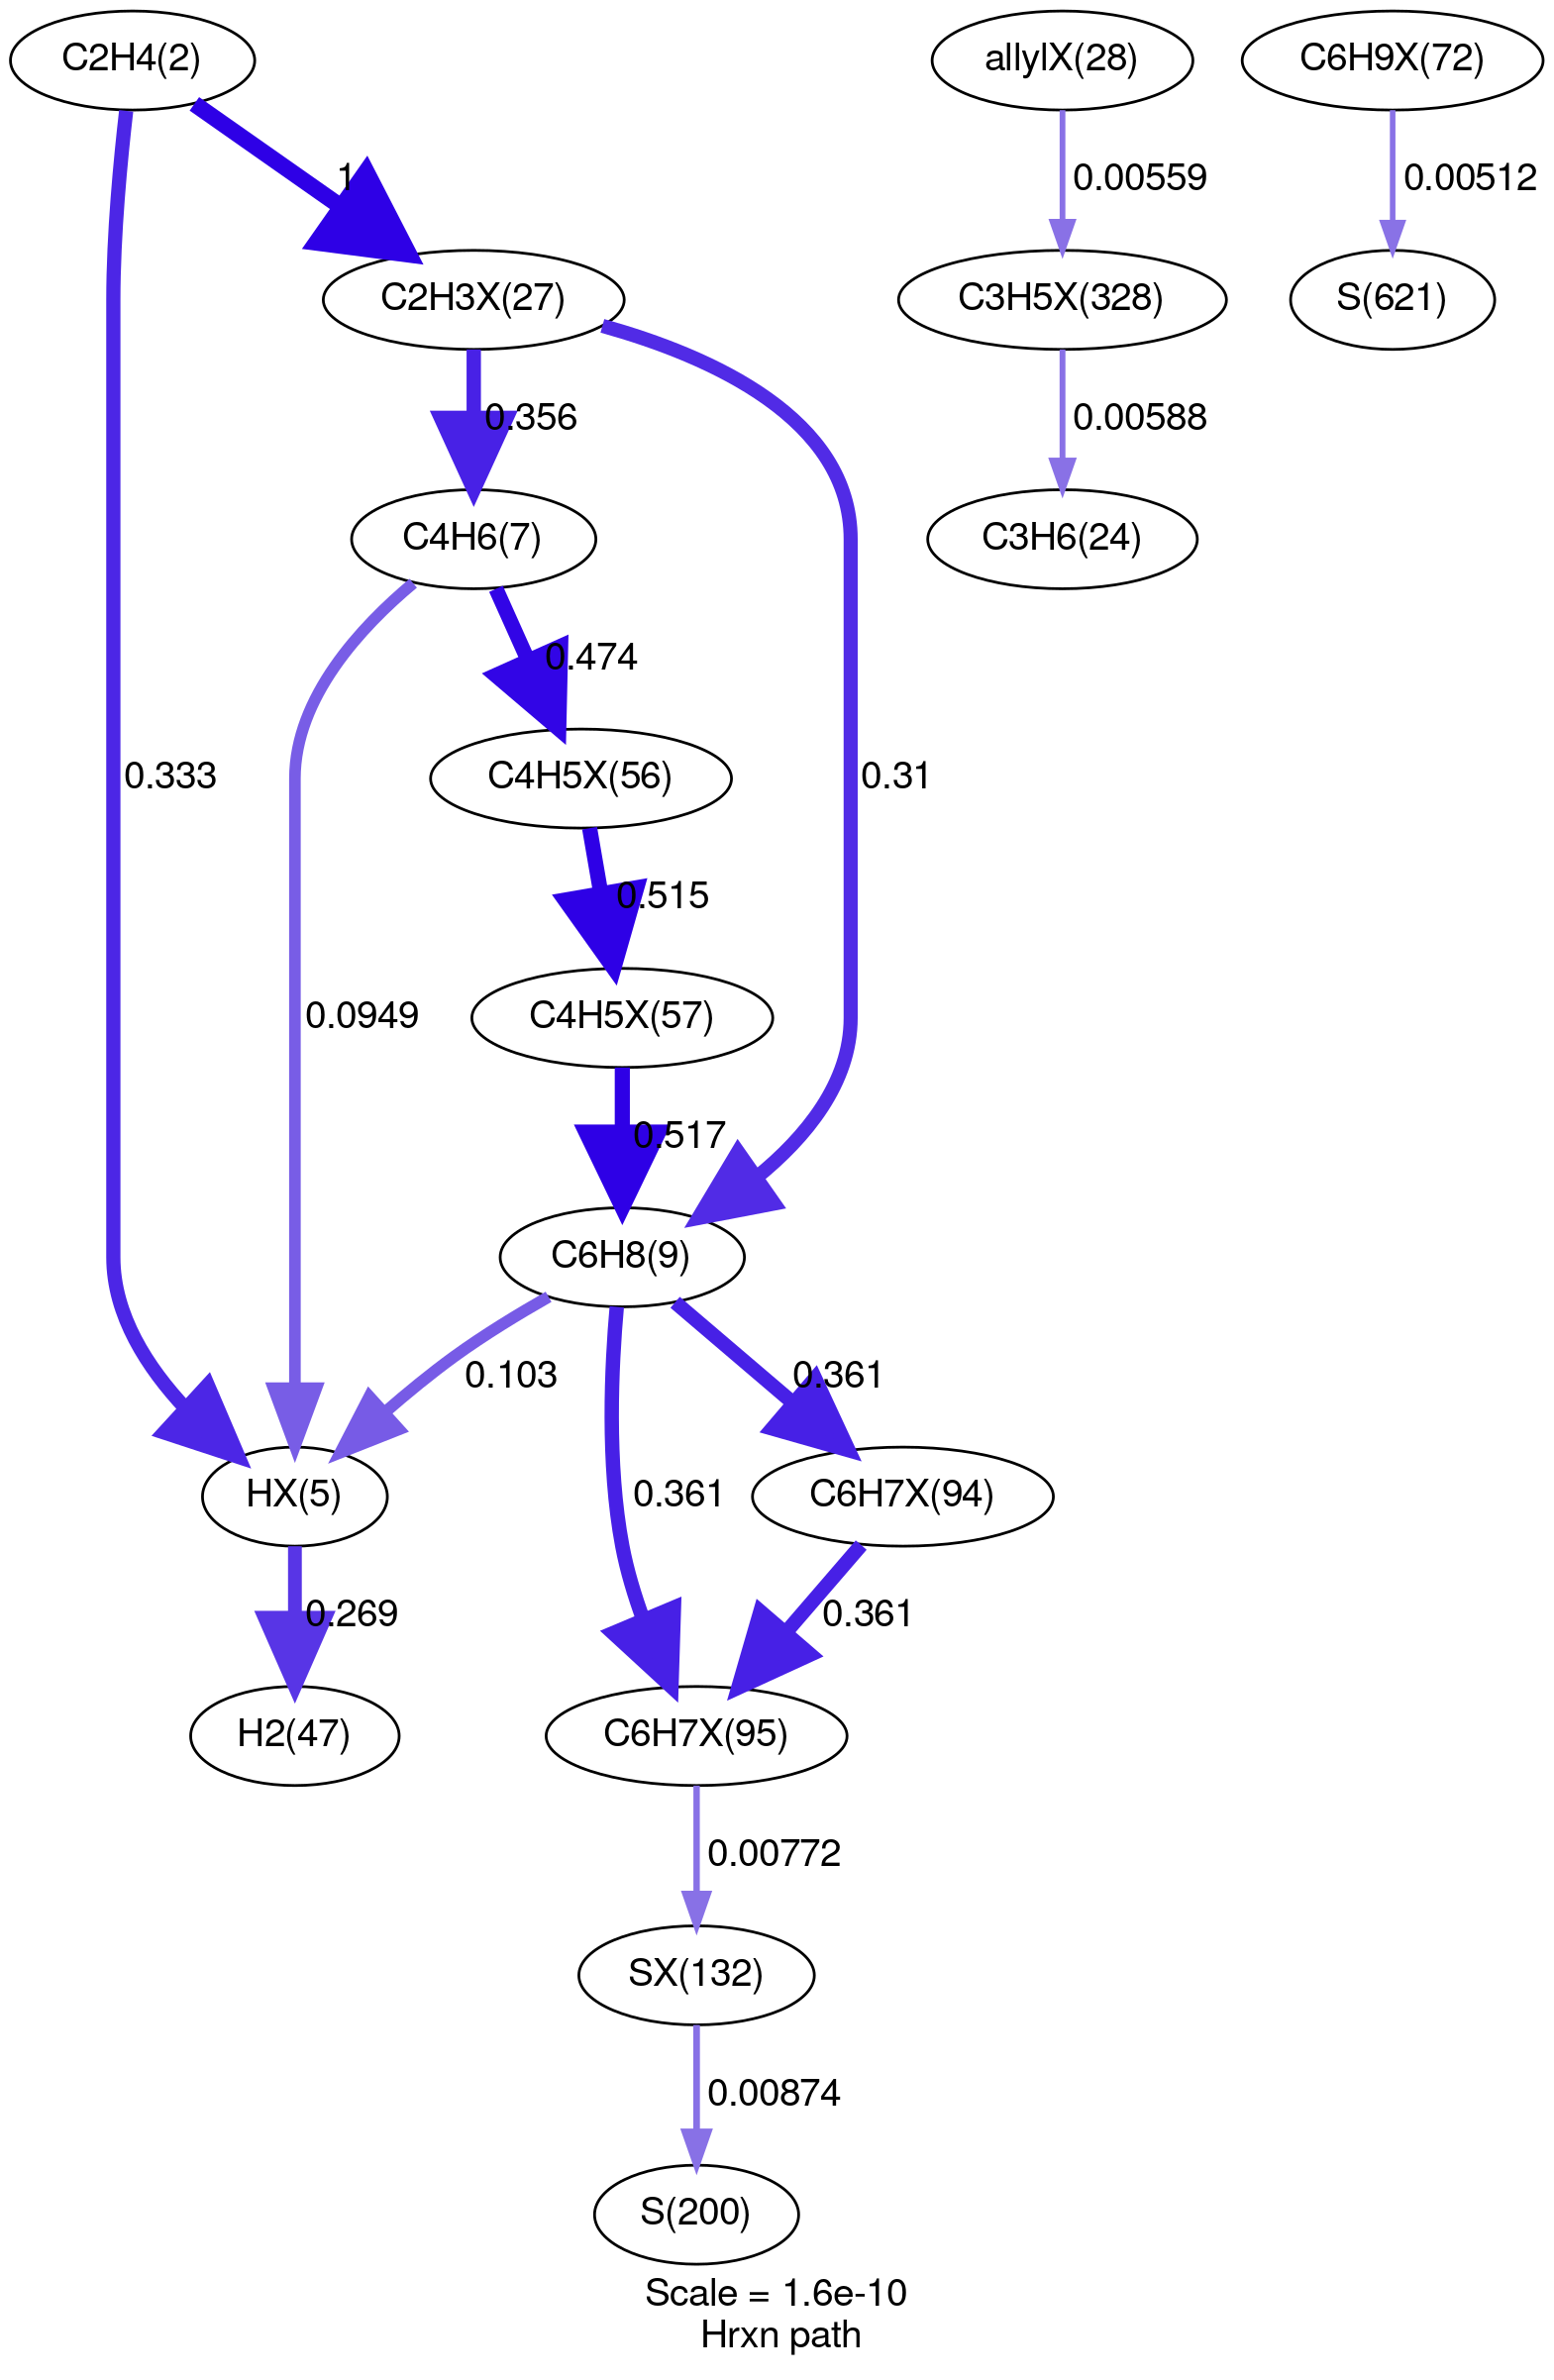 C2H4(2)
allylX(28)
C6H9X(72)
1
0.00559
0.00512
C2H3X(27)
C3H5X(328)
S(621)
0.356
0.00588
C4H6(7)
C3H6(24)
0.474
0.333
C4H5X(56)
0.31
0.515
0.0949
C4H5X(57)
0.517
C6H8(9)
0.103
0.361
HX(5)
0.361
C6H7X(94)
0.269
0.361
H2(47)
C6H7X(95)
0.00772
SX(132)
0.00874
S(200)
Scale = 1.6e-10
Hrxn path